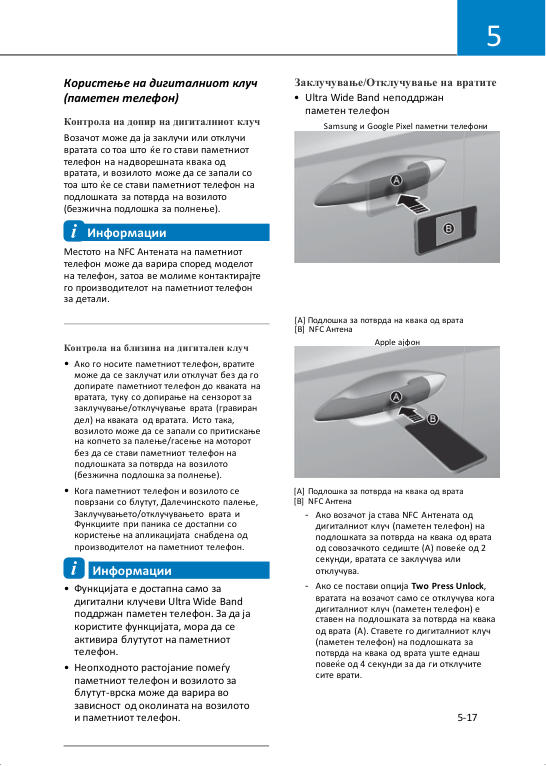 5
Користење на дигиталниот клуч
(паметен телефон)
Контрола на допир на дигиталниот клуч
Возачот може да ја заклучи или отклучи
вратата со тоа што ќе го стави паметниот
телефон на надворешната квака од
вратата, и возилото може да се запали со
тоа што ќе се стави паметниот телефон на
подлошката за потврда на возилото
(безжична подлошка за полнење).
i Информации
Местото на NFC Антената на паметниот
телефон може да варира според моделот
на телефон, затоа ве молиме контактирајте
го производителот на паметниот телефон
за детали.
Контрола на близина на дигитален клуч
• Ако го носите паметниот телефон, вратите
може да се заклучат или отклучат без да го
допирате паметниот телефон до кваката на
вратата, туку со допирање на сензорот за
заклучување/отклучување врата (гравиран
дел) на кваката од вратата. Исто така,
возилото може да се запали со притискање
на копчето за палење/гасење на моторот
без да се стави паметниот телефон на
подлошката за потврда на возилото
(безжична подлошка за полнење).
• Кога паметниот телефон и возилото се
поврзани со блутут, Далечинското палење,
Заклучувањето/отклучувањето врата и
Функциите при паника се достапни со
користење на апликацијата снабдена од
производителот на паметниот телефон.
i Информации
• Функцијата е достапна само за
дигитални клучеви Ultra Wide Band
поддржан паметен телефон. За да ја
користите функцијата, мора да се
активира блутутот на паметниот
телефон.
• Неопходното растојание помеѓу
паметниот телефон и возилото за
блутут-врска може да варира во
зависност од околината на возилото
и паметниот телефон.
Заклучување/Отклучување на вратите
• Ultra Wide Band неподдржан
паметен телефон
Samsung и Google Pixel паметни телефони
A
B
[A] Подлошка за потврда на квака од врата
[B] NFC Антена
Apple ајфон
A
B
[A] Подлошка за потврда на квака од врата
[B] NFC Антена
- Ако возачот ја става NFC Антената од
дигиталниот клуч (паметен телефон) на
подлошката за потврда на квака од врата
од совозачкото седиште (A) повеќе од 2
секунди, вратата се заклучува или
отклучува.
- Ако се постави опција Two Press Unlock,
вратата на возачот само се отклучува кога
дигиталниот клуч (паметен телефон) е
ставен на подлошката за потврда на квака
од врата (A). Ставете го дигиталниот клуч
(паметен телефон) на подлошката за
потврда на квака од врата уште еднаш
повеќе од 4 секунди за да ги отклучите
сите врати.
5-17